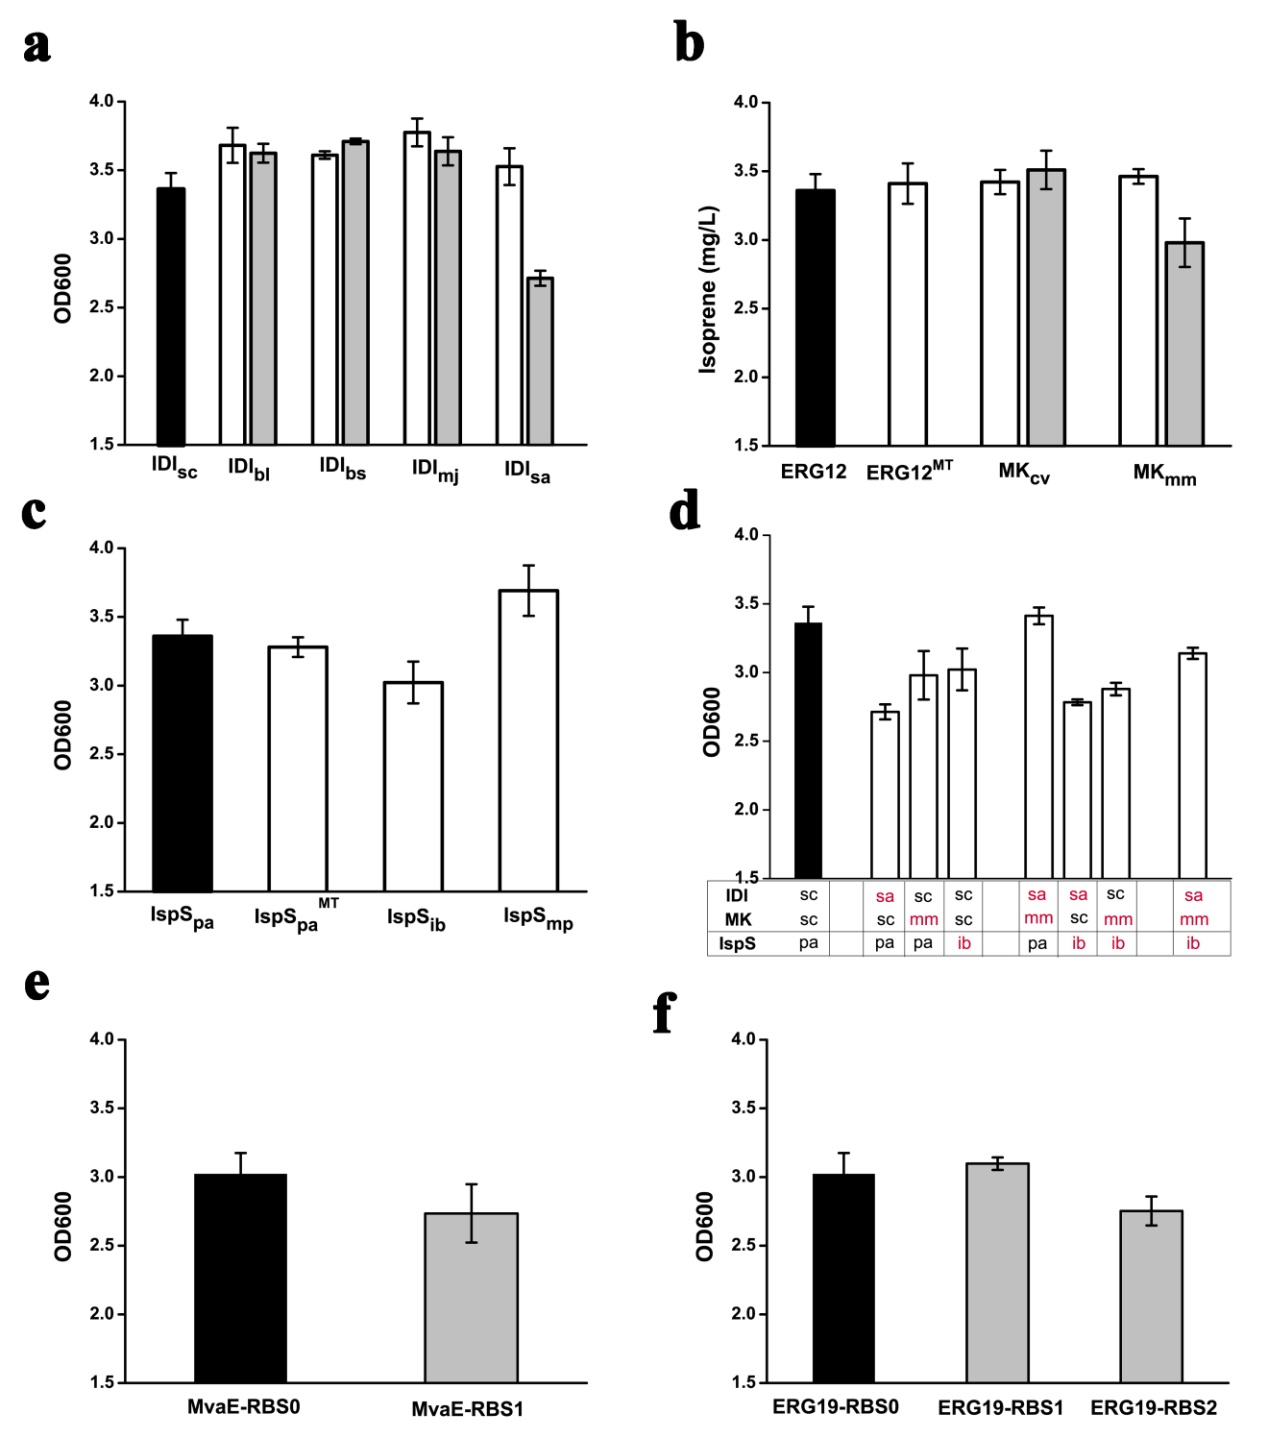 a
4.0
3.5
3.0
2.5
2.0
1.5
OD600
IDIsc IDIbl IDIbs IDImj IDIsa
b
4.0
3.5
3.0
2.5
2.0
1.5
Isoprene (mg/L)
ERG12 ERG12MT MKcv MKmm
c
4.0
3.5
3.0
2.5
2.0
1.5
OD600
IspSpa IspSpaMT IspSib IspSmp
d
4.0
3.5
3.0
2.5
2.0
1.5
OD600
IDI sc sa sc sc sa sa sc sa
MK sc sc mm sc mm sc mm mm
IspS pa pa pa ib pa ib ib ib
e
4.0
3.5
3.0
2.5
2.0
1.5
OD600
MvaE-RBS0 MvaE-RBS1
f
4.0
3.5
3.0
2.5
2.0
1.5
OD600
ERG19-RBS0 ERG19-RBS1 ERG19-RBS2